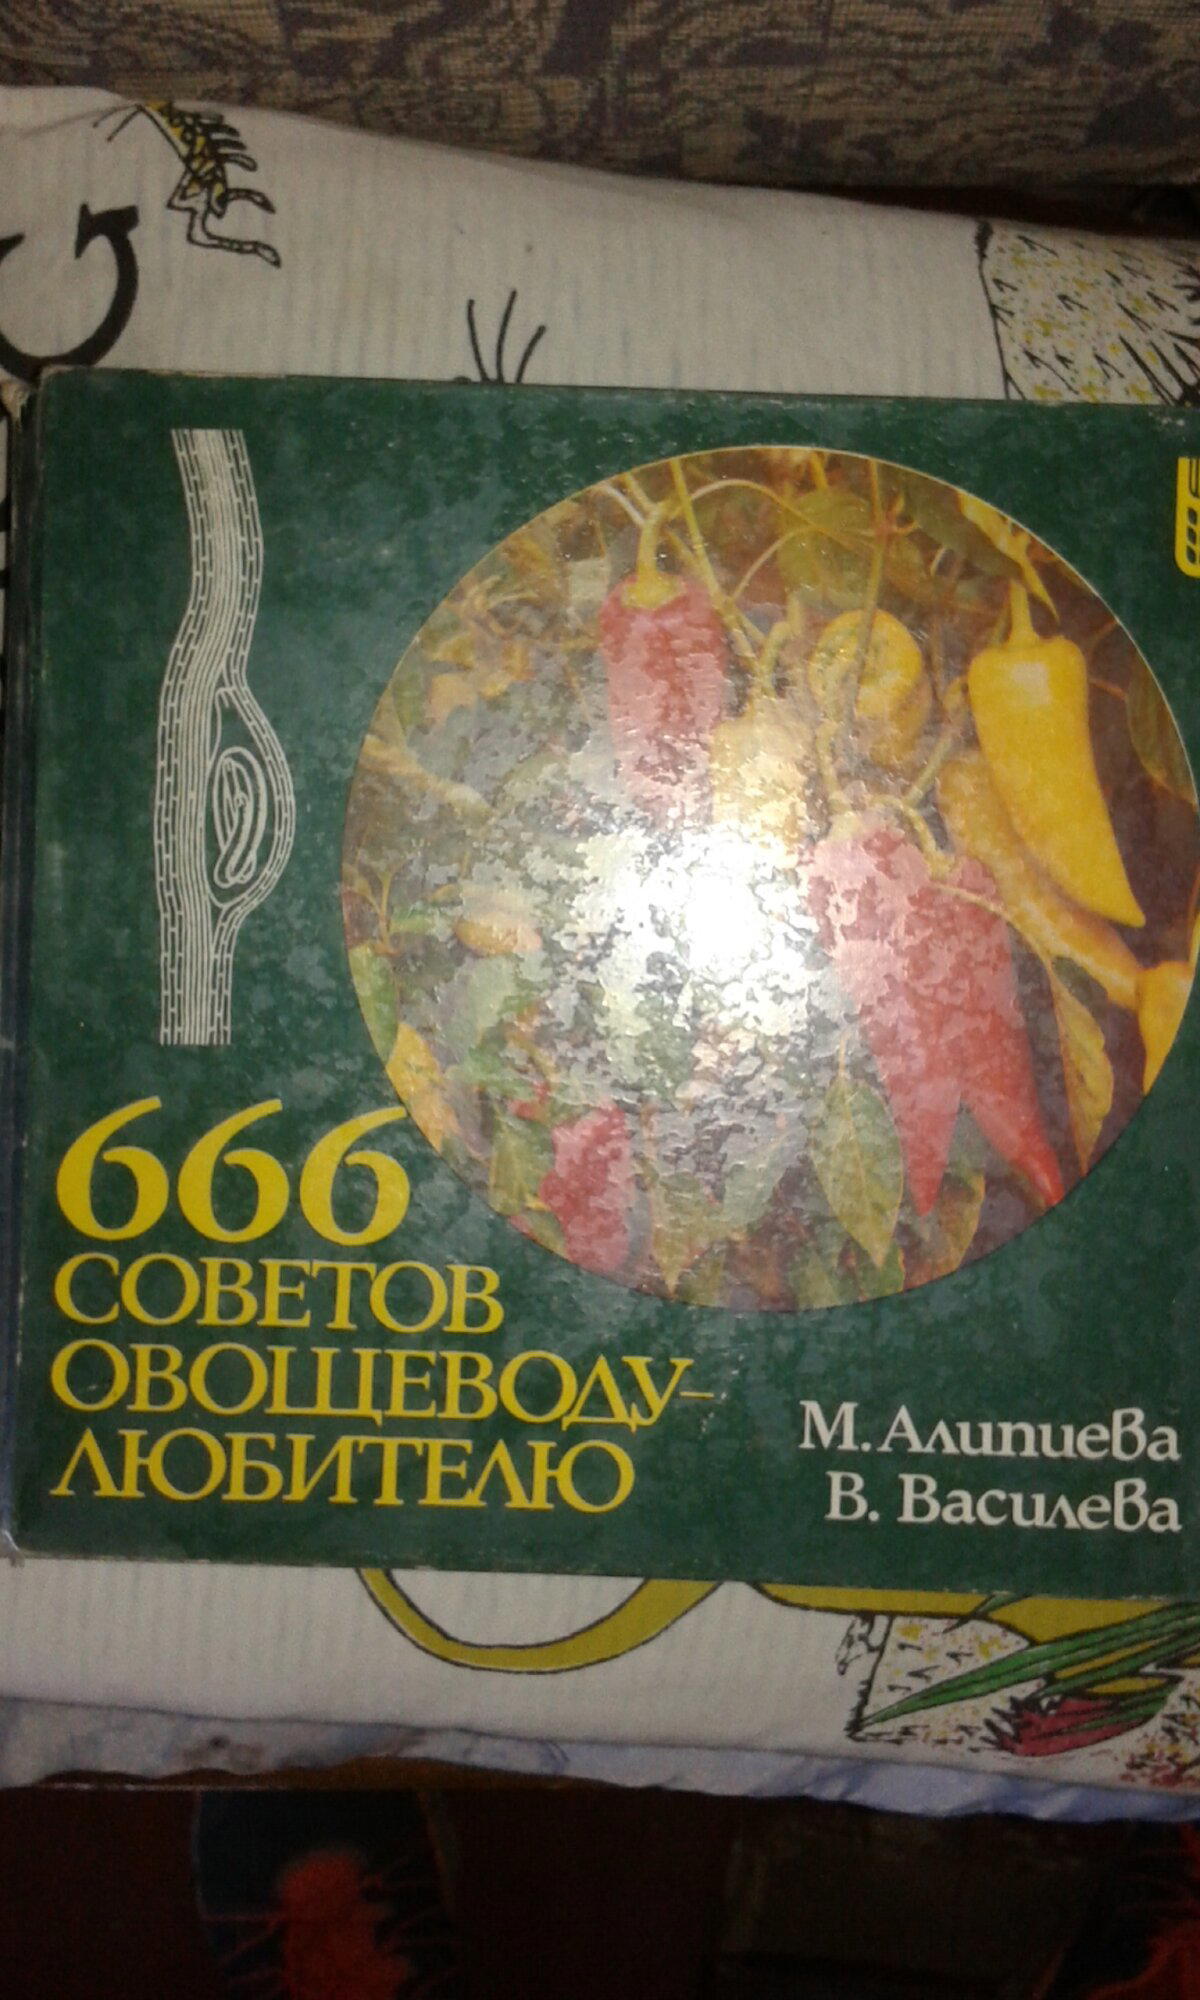 666
СОВЕТОВ
ОВОЩЕВОДУ-
ЛЮБИТЕЛЮ
М. Алипиева
В. Василева